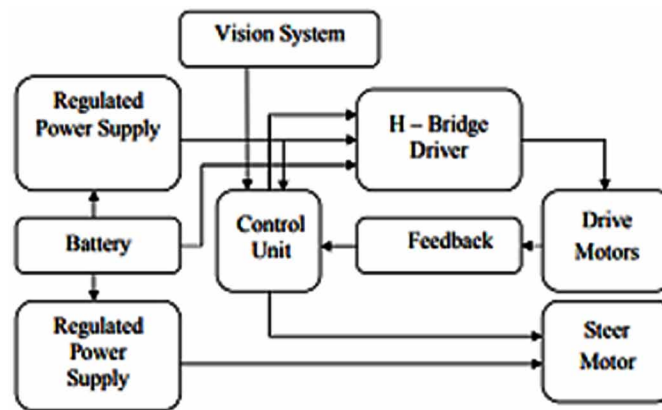 Vision System
Regulated
Power Supply
H – Bridge
Driver
Battery
Control
Unit
Feedback
Drive
Motors
Regulated
Power
Supply
Steer
Motor